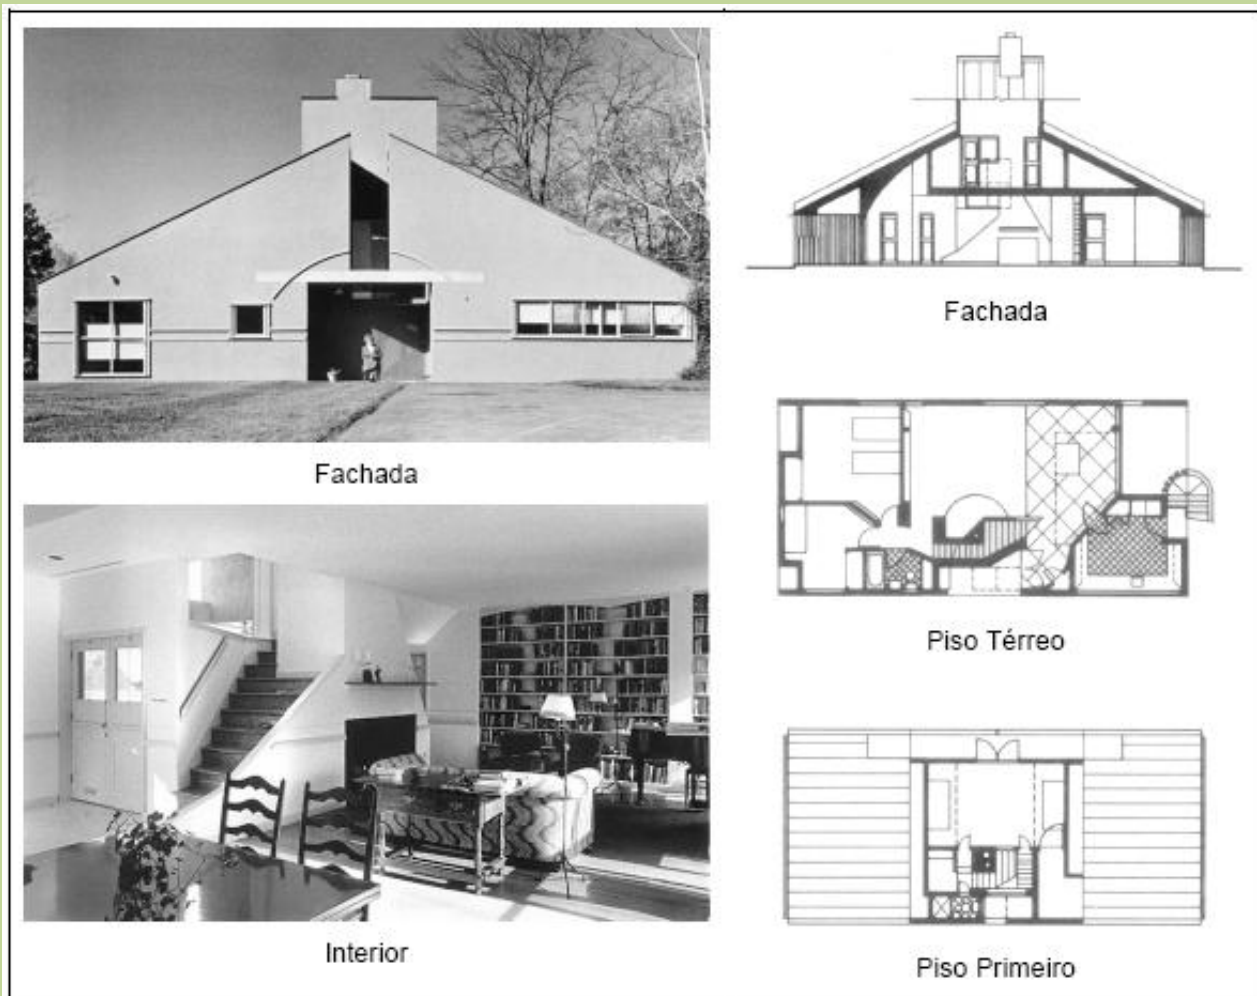 Fachada
Fachada
Piso Térreo
Interior
Piso Primeiro